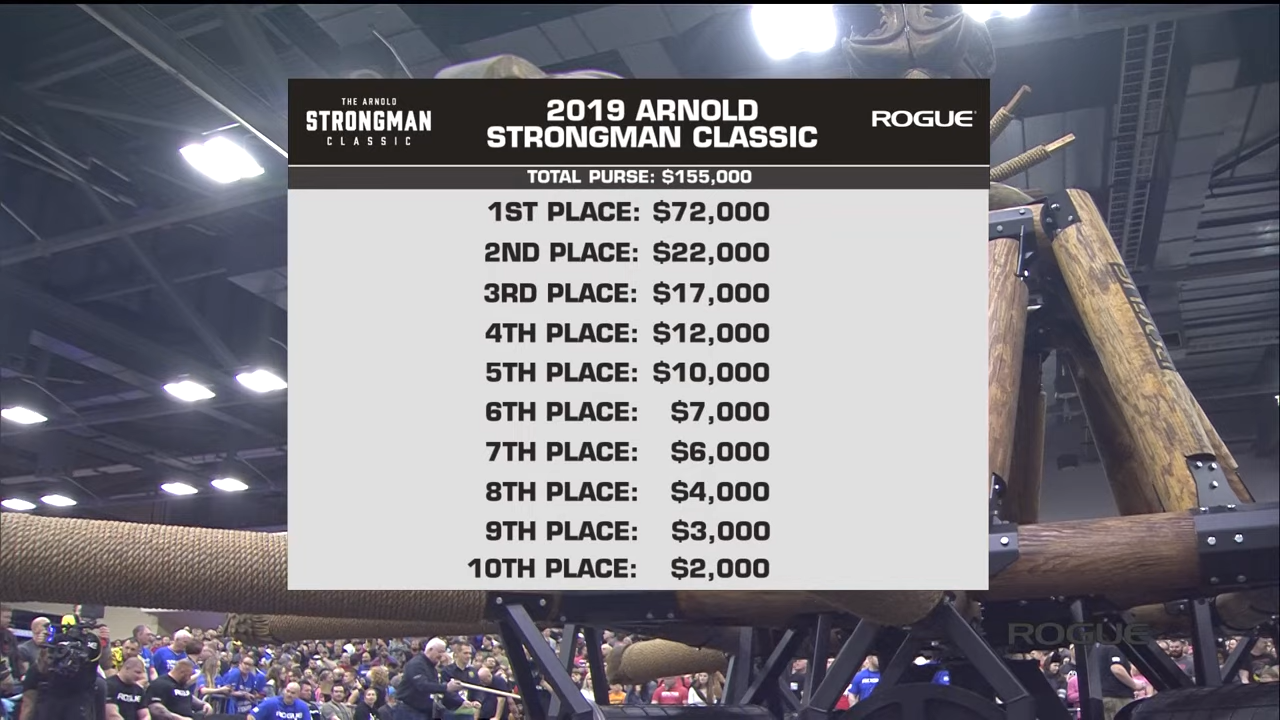 THE ARNOLD
STRONGMAN
CLASSIC
2019 ARNOLD
STRONGMAN CLASSIC
ROGUE
TOTAL PURSE: $155,000
1ST PLACE: $72,000
2ND PLACE: $22,000
3RD PLACE: $17,000
4TH PLACE: $12,000
5TH PLACE: $10,000
6TH PLACE: $7,000
7TH PLACE: $6,000
8TH PLACE: $4,000
9TH PLACE: $3,000
10TH PLACE: $2,000
ROGUE
ROGUE
ROGUE